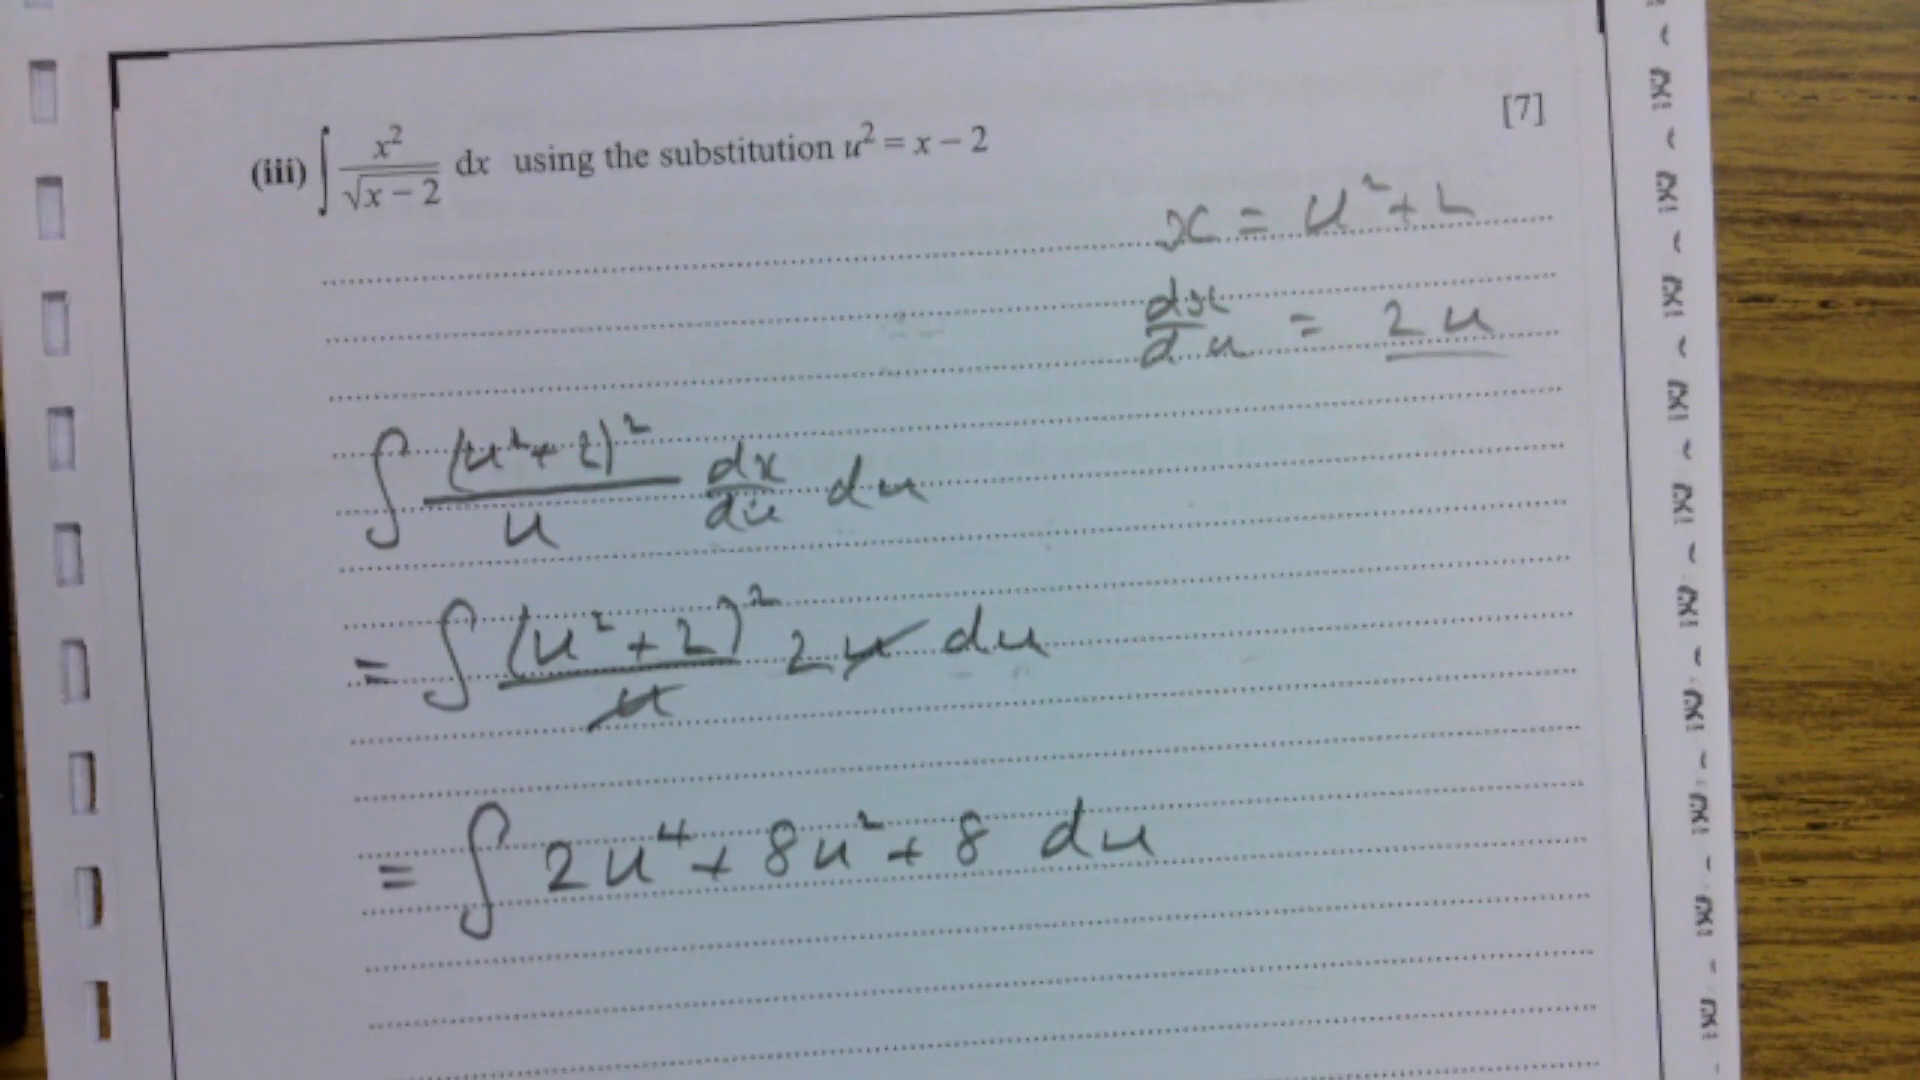 [7]
(iii) ∫ x²/√(x – 2) dx using the substitution u² = x – 2
x = u² + 2
dx/du = 2u
∫ (u² + 2)²/u dx/du du
= ∫ (u² + 2)²/u 2u du
= ∫ 2u⁴ + 8u² + 8 du